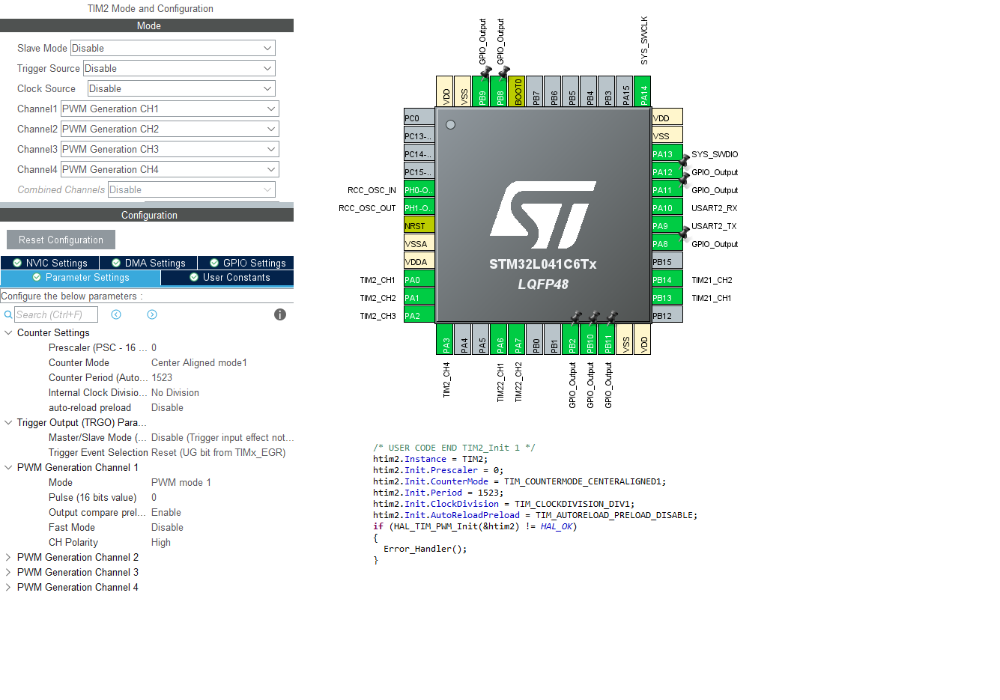 TIM2 Mode and Configuration
Mode
Slave Mode Disable
Trigger Source Disable
Clock Source Disable
Channel1 PWM Generation CH1
Channel2 PWM Generation CH2
Channel3 PWM Generation CH3
Channel4 PWM Generation CH4
Combined Channels Disable
Configuration
Reset Configuration
NVIC Settings DMA Settings GPIO Settings
Parameter Settings User Constants
Configure the below parameters :
Search (Ctrl+F)
Counter Settings
Prescaler (PSC - 16 ... 0
Counter Mode Center Aligned mode1
Counter Period (Auto... 1523
Internal Clock Divisio... No Division
auto-reload preload Disable
Trigger Output (TRGO) Para...
Master/Slave Mode (... Disable (Trigger input effect not...
Trigger Event Selection Reset (UG bit from TIMx_EGR)
PWM Generation Channel 1
Mode PWM mode 1
Pulse (16 bits value) 0
Output compare prel... Enable
Fast Mode Disable
CH Polarity High
PWM Generation Channel 2
PWM Generation Channel 3
PWM Generation Channel 4
GPIO_Output GPIO_Output SYS_SWCLK
VDD VSS PB9 PB8 BOOT0 PB7 PB6 PB5 PB4 PB3 PA15 PA14
PC0 VDD
PC13-.. VSS
PC14-.. PA13 SYS_SWDIO
PC15-.. PA12 GPIO_Output
RCC_OSC_IN PH0-O.. PA11 GPIO_Output
RCC_OSC_OUT PH1-O.. PA10 USART2_RX
NRST PA9 USART2_TX
VSSA PA8 GPIO_Output
VDDA PB15
TIM2_CH1 PA0 PB14 TIM21_CH2
TIM2_CH2 PA1 PB13 TIM21_CH1
TIM2_CH3 PA2 PB12
ST
STM32L041C6Tx
LQFP48
PA3 PA4 PA5 PA6 PA7 PB0 PB1 PB2 PB10 PB11 VSS VDD
TIM2_CH4 TIM22_CH1 TIM22_CH2 GPIO_Output GPIO_Output GPIO_Output
/* USER CODE END TIM2_Init 1 */
htim2.Instance = TIM2;
htim2.Init.Prescaler = 0;
htim2.Init.CounterMode = TIM_COUNTERMODE_CENTERALIGNED1;
htim2.Init.Period = 1523;
htim2.Init.ClockDivision = TIM_CLOCKDIVISION_DIV1;
htim2.Init.AutoReloadPreload = TIM_AUTORELOAD_PRELOAD_DISABLE;
if (HAL_TIM_PWM_Init(&htim2) != HAL_OK)
{
Error_Handler();
}